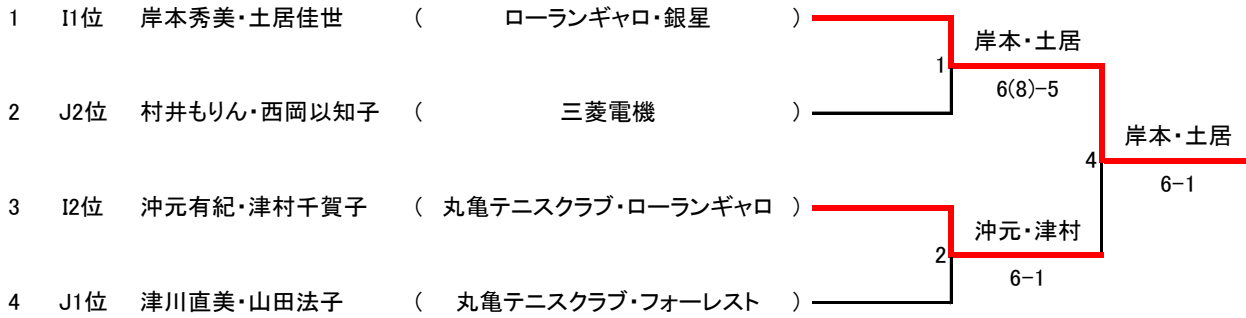 1 I1位 岸本秀美・土居佳世 ( ローランギャロ・銀星 )
岸本・土居
1
6(8)-5
2 J2位 村井もりん・西岡以知子 ( 三菱電機 )
岸本・土居
4
6-1
3 I2位 沖元有紀・津村千賀子 ( 丸亀テニスクラブ・ローランギャロ )
沖元・津村
2
6-1
4 J1位 津川直美・山田法子 ( 丸亀テニスクラブ・フォーレスト )